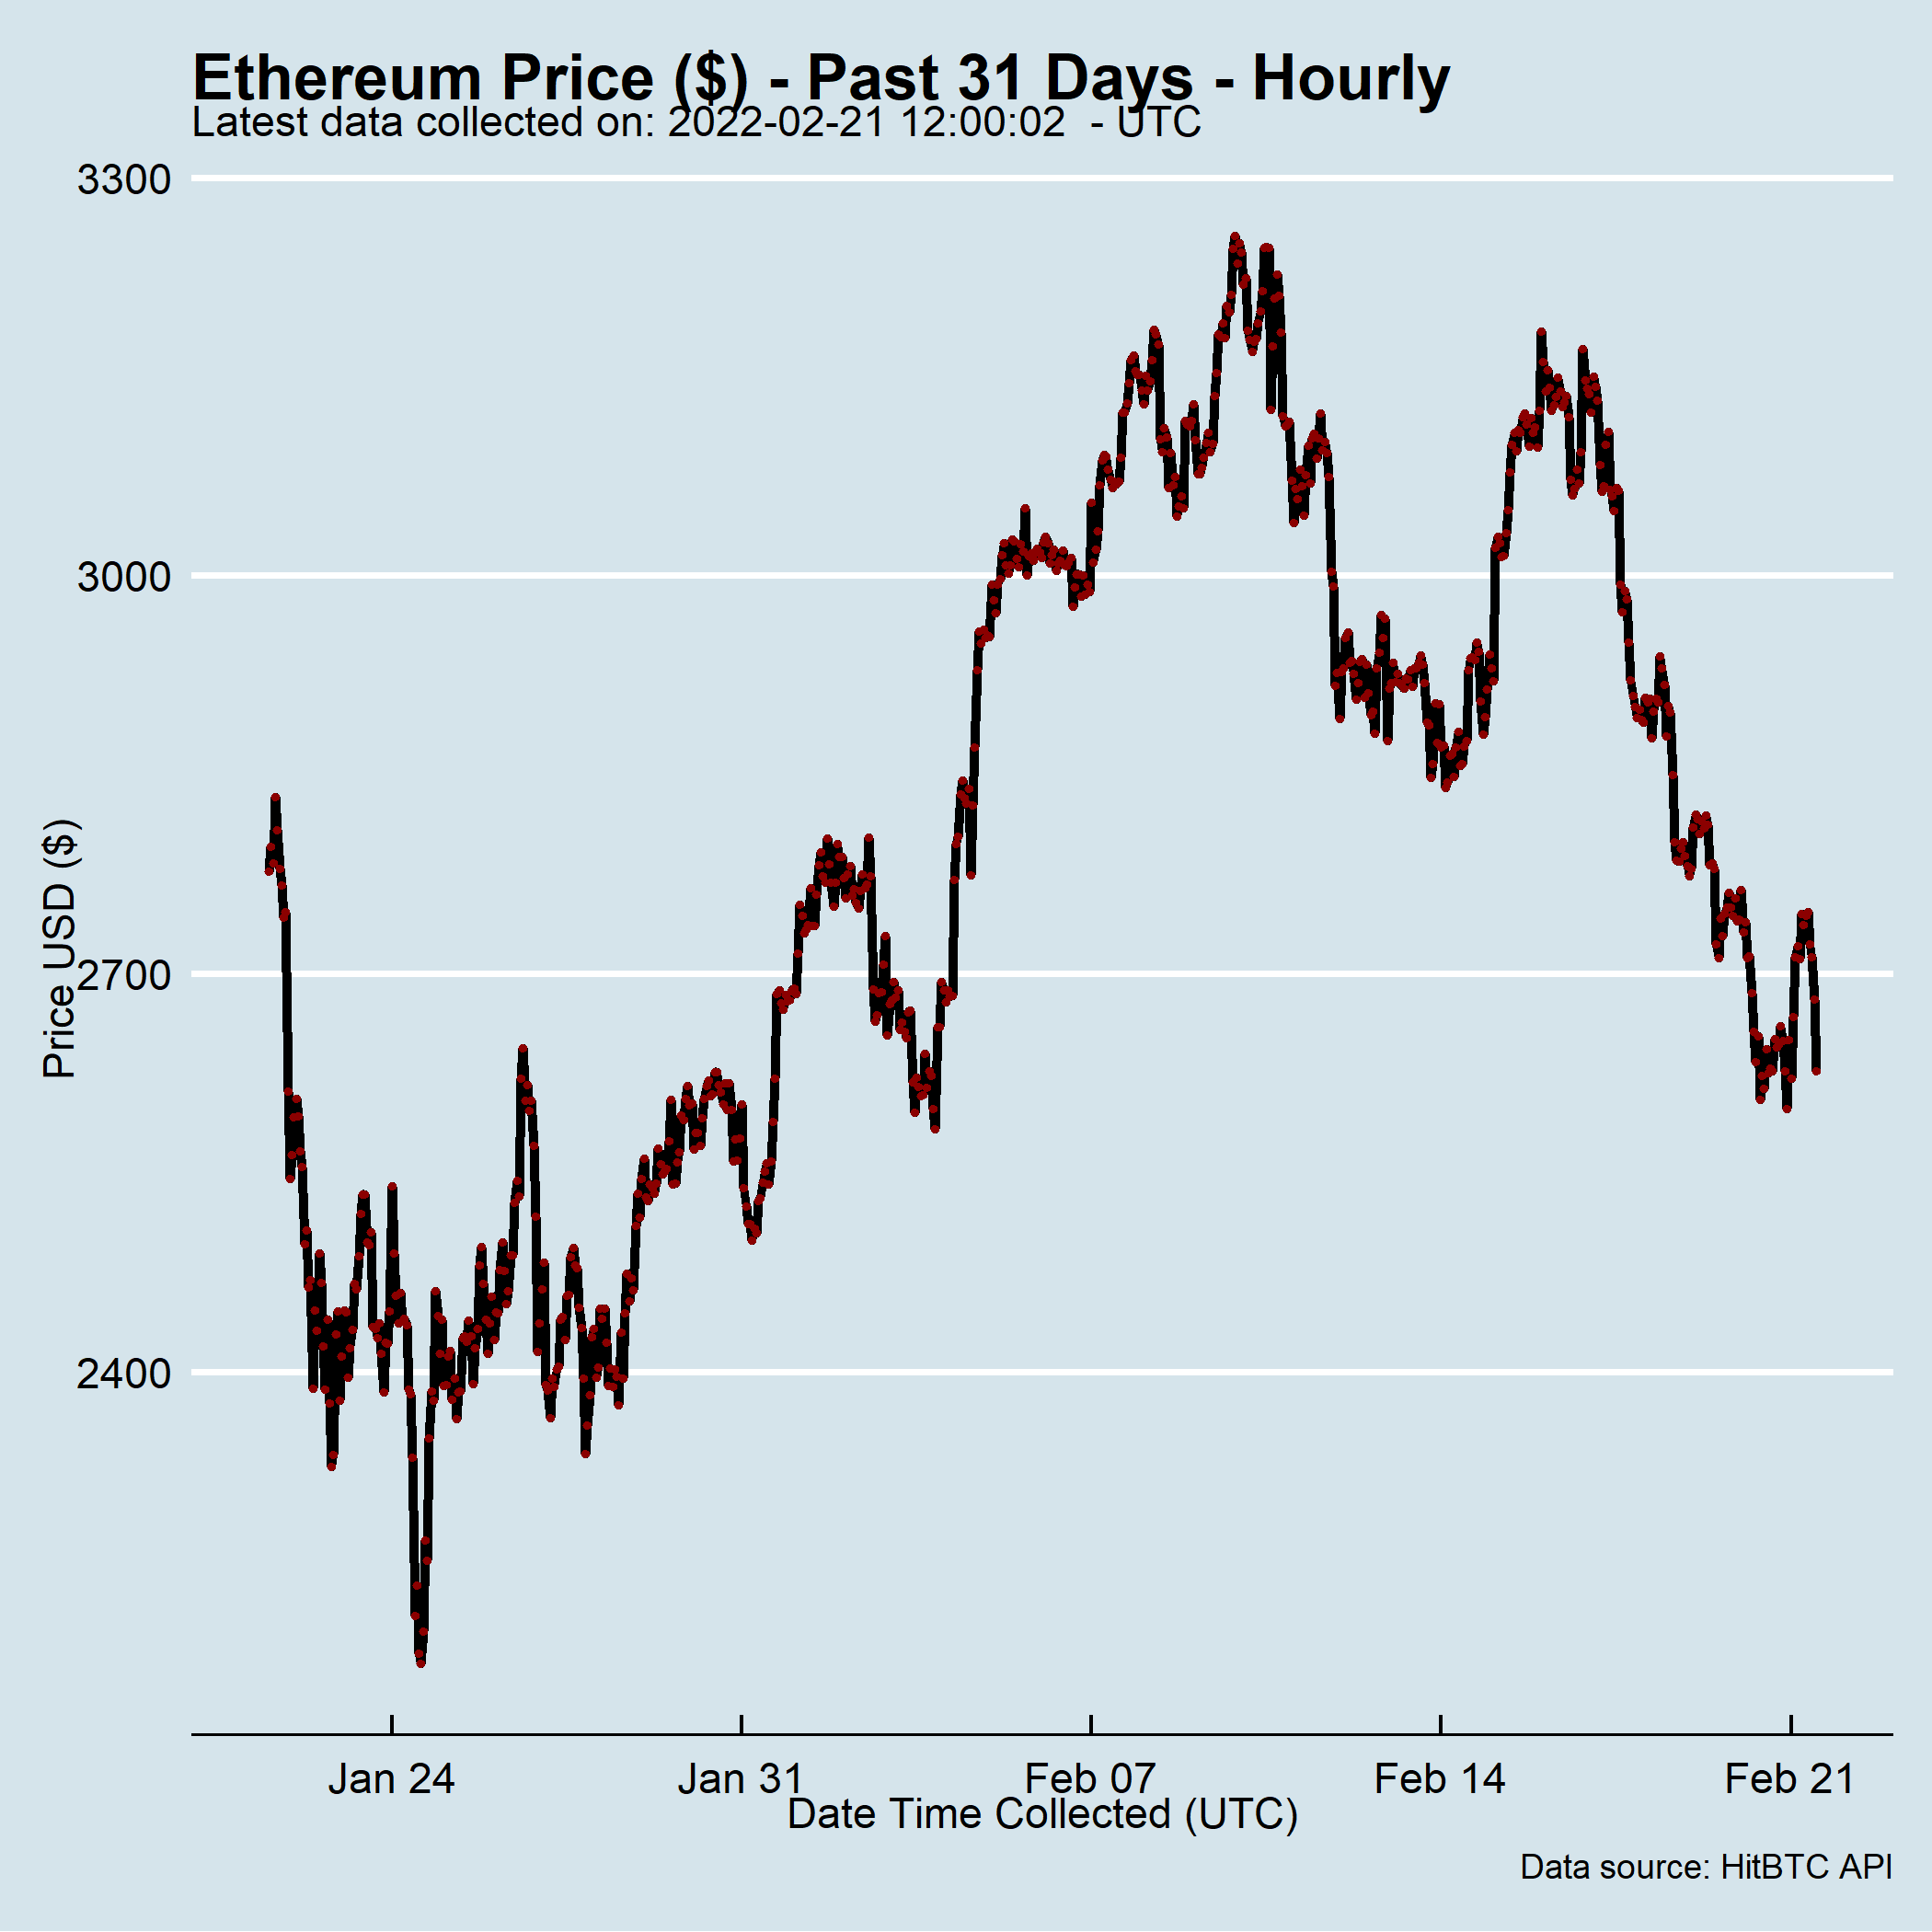 Ethereum Price ($) - Past 31 Days - Hourly
Latest data collected on: 2022-02-21 12:00:02  - UTC
3300
3000
2700
2400
Price USD ($)
Jan 24
Jan 31
Feb 07
Feb 14
Feb 21
Date Time Collected (UTC)
Data source: HitBTC API